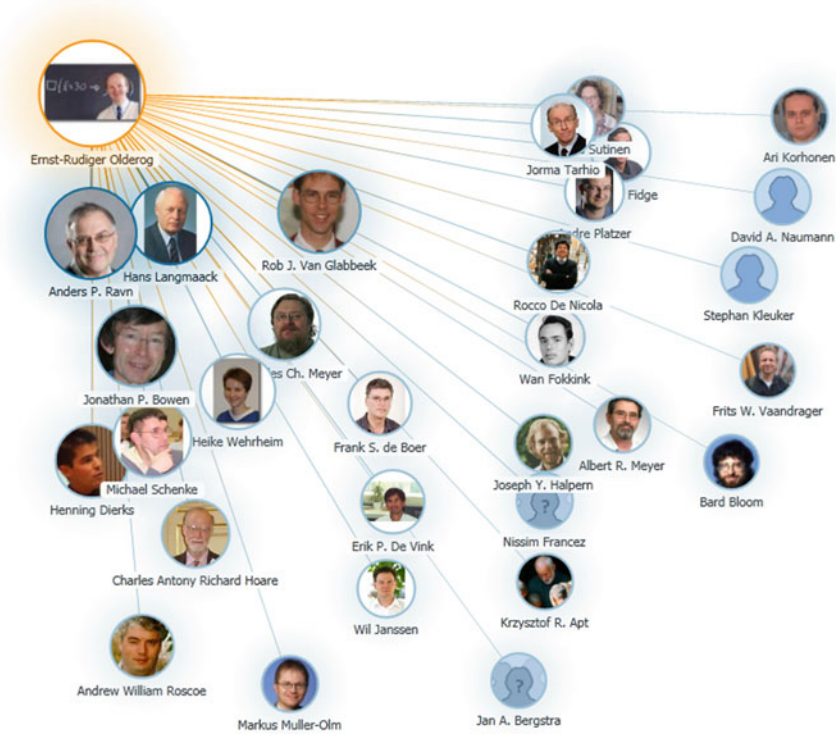 Ernst-Rudiger Olderog
Sutinen
Jorma Tarhio
Ari Korhonen
Fidge
Andre Platzer
David A. Naumann
Anders P. Ravn
Hans Langmaack
Rob J. Van Glabbeek
Rocco De Nicola
Stephan Kleuker
Jonathan P. Bowen
es Ch. Meyer
Wan Fokkink
Frits W. Vaandrager
Heike Wehrheim
Frank S. de Boer
Albert R. Meyer
Michael Schenke
Joseph Y. Halpern
Bard Bloom
Henning Dierks
Erik P. De Vink
Nissim Francez
?
Charles Antony Richard Hoare
Wil Janssen
Krzysztof R. Apt
Andrew William Roscoe
Markus Muller-Olm
Jan A. Bergstra
?